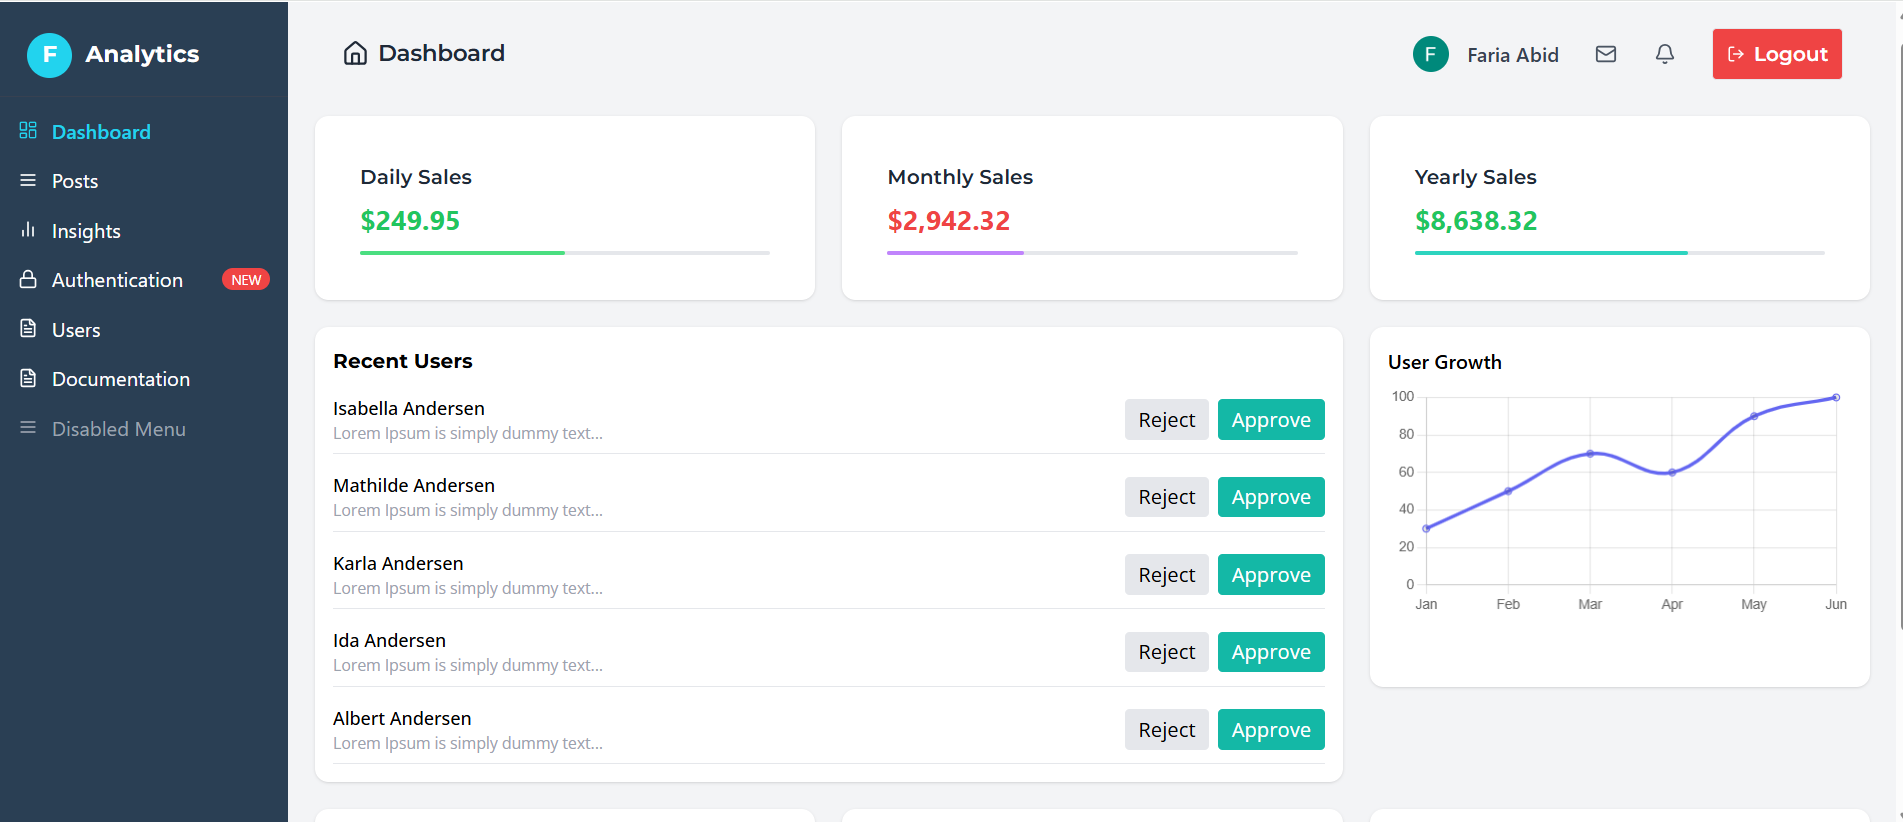 F Analytics
Dashboard
Posts
Insights
Authentication NEW
Users
Documentation
Disabled Menu
Dashboard
F Faria Abid
Logout
Daily Sales
$249.95
Monthly Sales
$2,942.32
Yearly Sales
$8,638.32
Recent Users
Isabella Andersen
Lorem Ipsum is simply dummy text...
Reject Approve
Mathilde Andersen
Lorem Ipsum is simply dummy text...
Reject Approve
Karla Andersen
Lorem Ipsum is simply dummy text...
Reject Approve
Ida Andersen
Lorem Ipsum is simply dummy text...
Reject Approve
Albert Andersen
Lorem Ipsum is simply dummy text...
Reject Approve
User Growth
100
80
60
40
20
0
Jan Feb Mar Apr May Jun